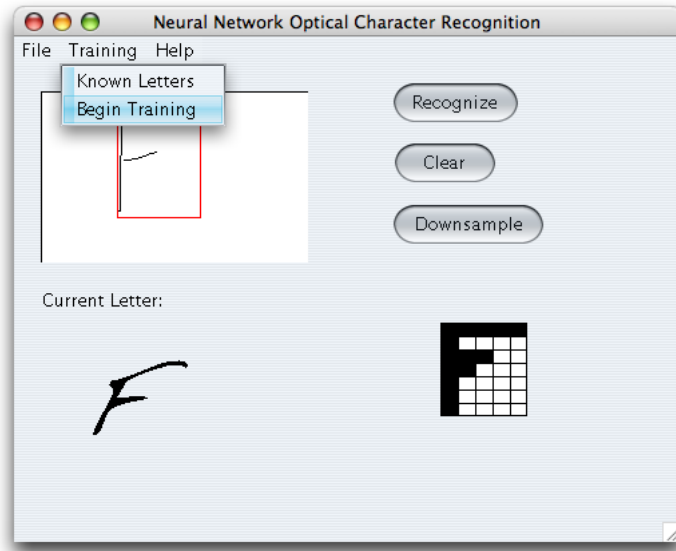 Neural Network Optical Character Recognition
File Training Help
Known Letters
Begin Training
Recognize
Clear
Downsample
Current Letter:
F
F